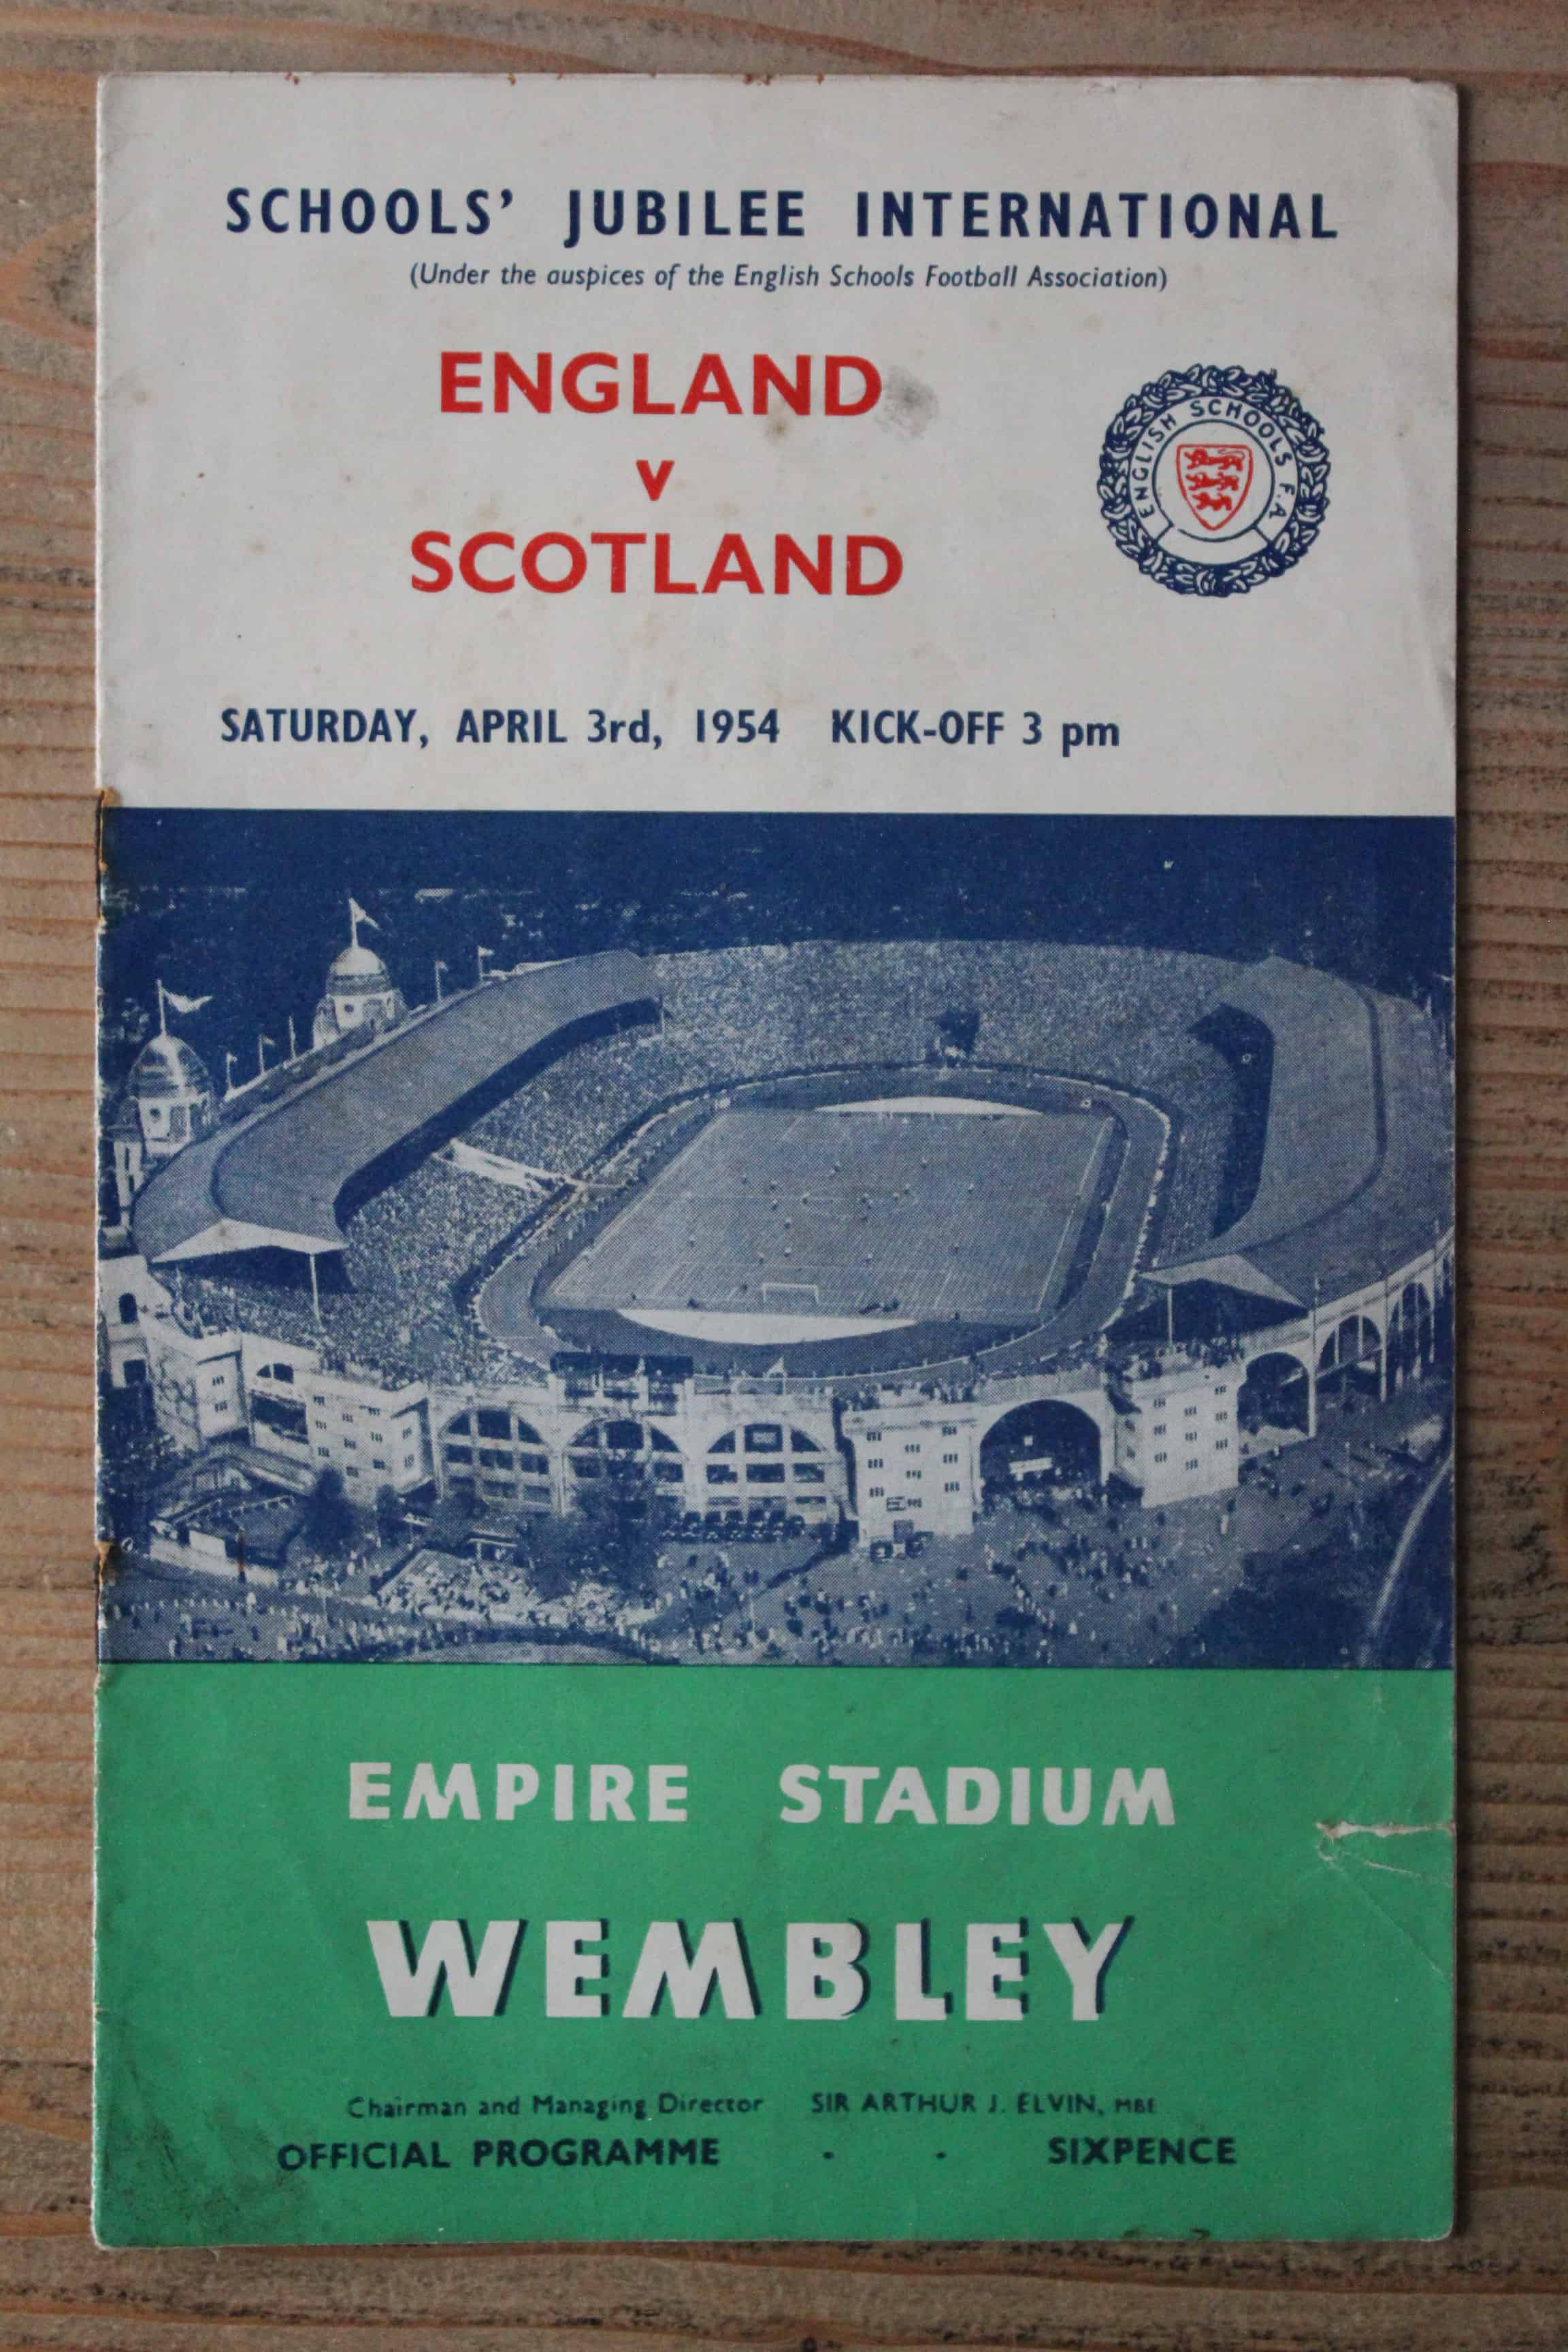 SCHOOLS' JUBILEE INTERNATIONAL
(Under the auspices of the English Schools Football Association)
ENGLAND
v
SCOTLAND
ENGLISH SCHOOLS F.A.
SATURDAY, APRIL 3rd, 1954 KICK-OFF 3 pm
EMPIRE STADIUM
WEMBLEY
Chairman and Managing Director SIR ARTHUR J. ELVIN, MBE
OFFICIAL PROGRAMME - - SIXPENCE